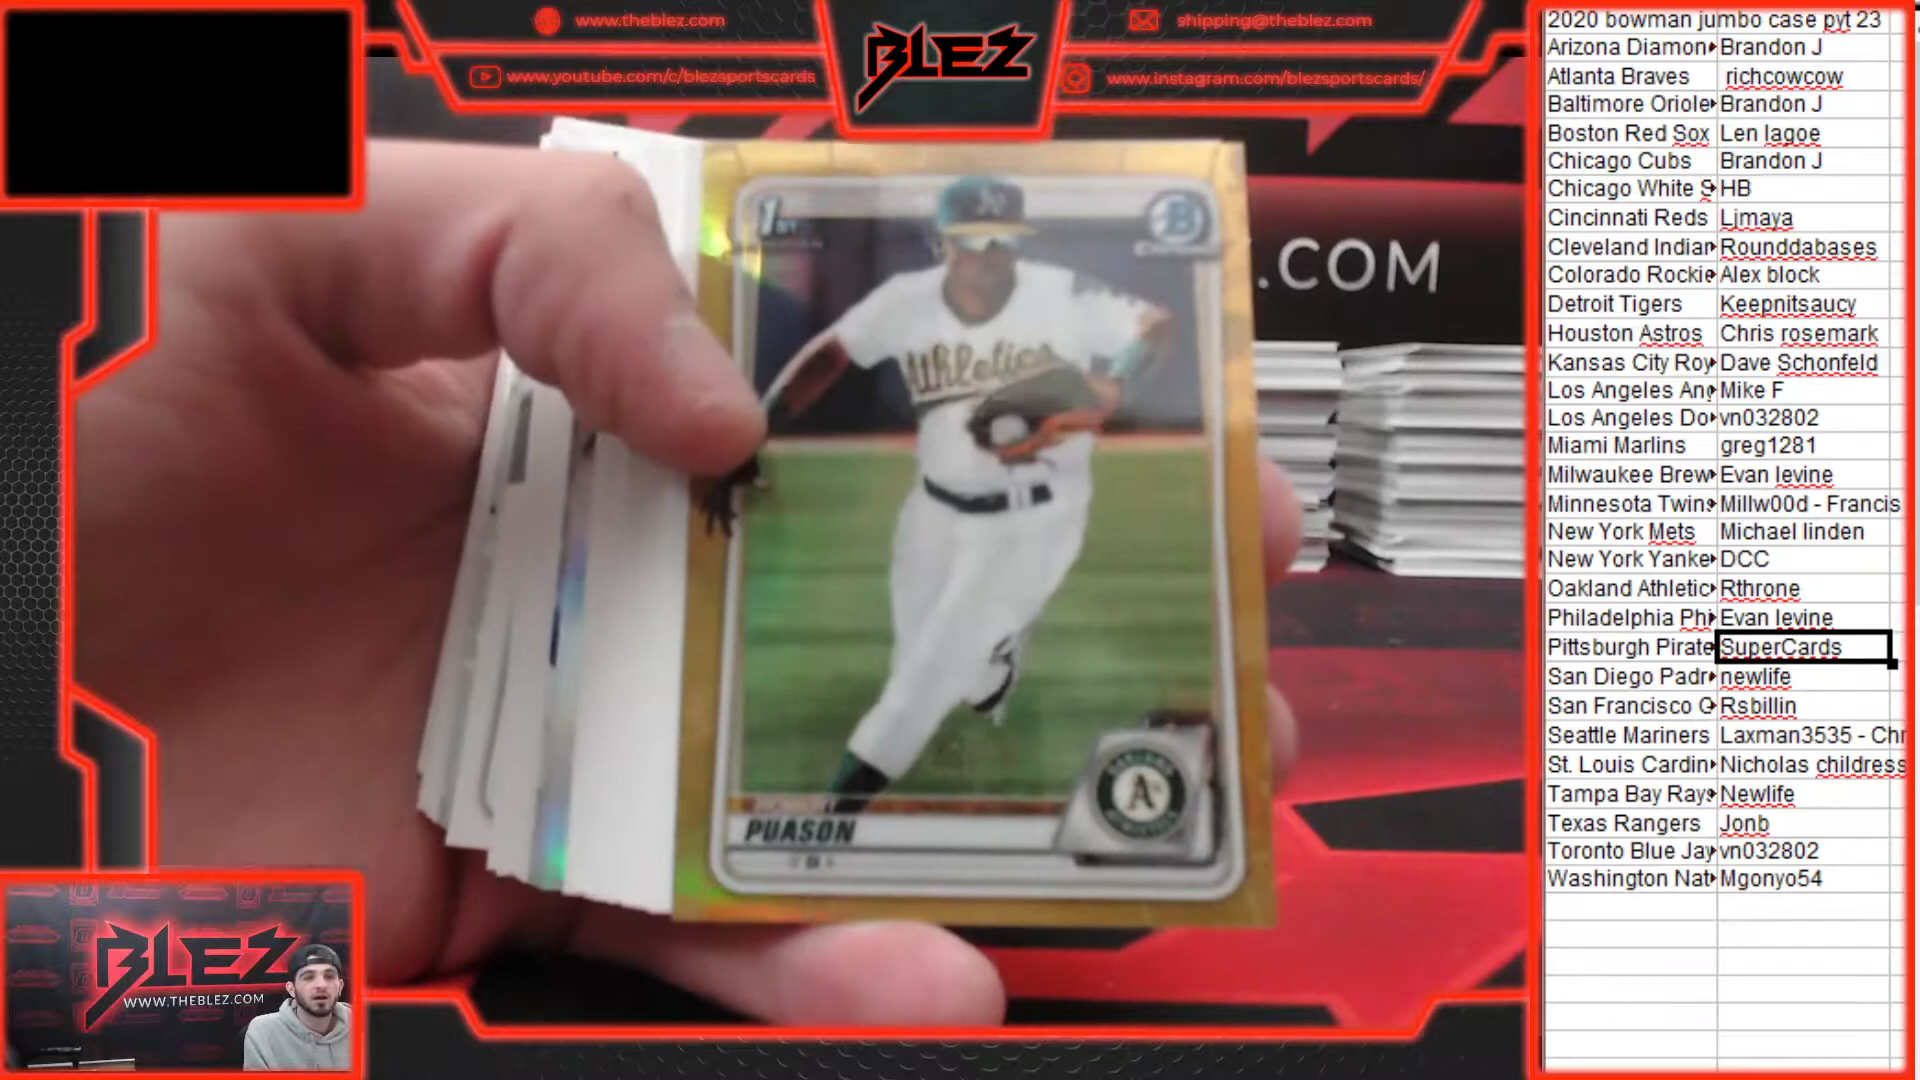 www.theblez.com
shipping@theblez.com
BLEZ
www.youtube.com/c/blezsportscards
www.instagram.com/blezsportscards/
1ST
B
.COM
Athletics
PUASON
A's
BLEZ
WWW.THEBLEZ.COM
2020 bowman jumbo case pyt 23
Arizona Diamon Brandon J
Atlanta Braves richcowcow
Baltimore Oriole Brandon J
Boston Red Sox Len lagoe
Chicago Cubs Brandon J
Chicago White S HB
Cincinnati Reds Ljmaya
Cleveland Indian Rounddabases
Colorado Rockie Alex block
Detroit Tigers Keepnitsaucy
Houston Astros Chris rosemark
Kansas City Roy Dave Schonfeld
Los Angeles Ang Mike F
Los Angeles Do vn032802
Miami Marlins greg1281
Milwaukee Brew Evan levine
Minnesota Twins Millw00d - Francis
New York Mets Michael linden
New York Yanke DCC
Oakland Athletic Rthrone
Philadelphia Phi Evan levine
Pittsburgh Pirate SuperCards
San Diego Padr newlife
San Francisco G Rsbillin
Seattle Mariners Laxman3535 - Chr
St. Louis Cardin Nicholas childress
Tampa Bay Rays Newlife
Texas Rangers Jonb
Toronto Blue Jay vn032802
Washington Nat Mgonyo54